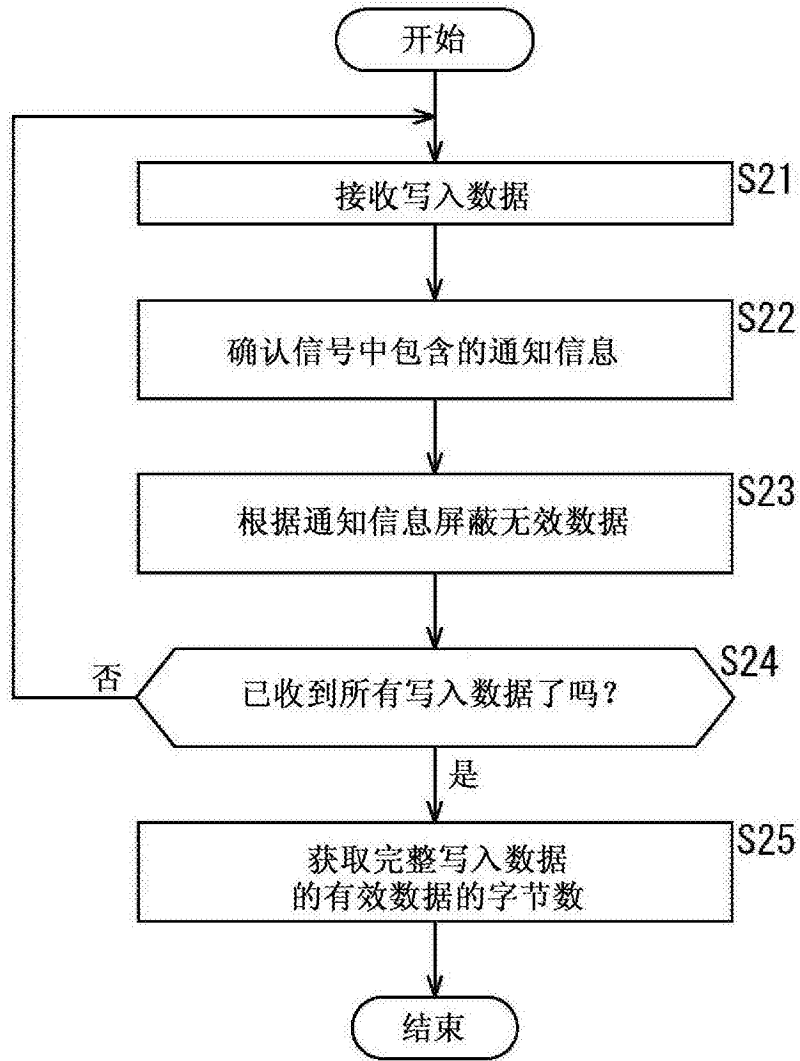 开始
接收写入数据
S21
确认信号中包含的通知信息
S22
根据通知信息屏蔽无效数据
S23
已收到所有写入数据了吗？
S24
否
是
获取完整写入数据
的有效数据的字节数
S25
结束